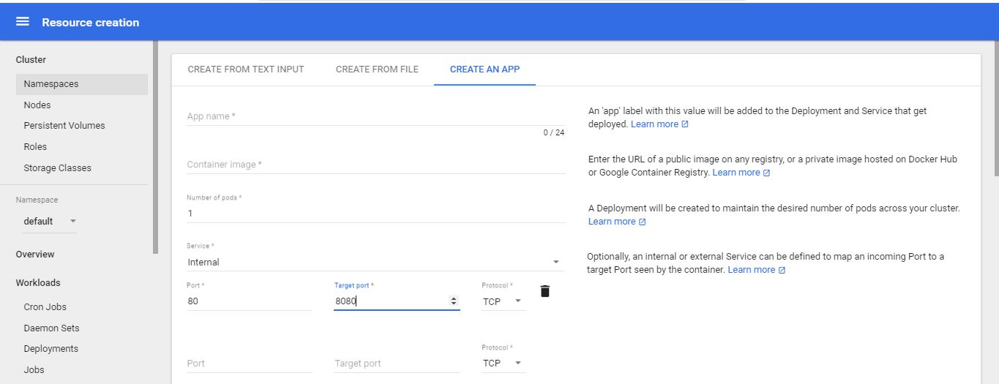 Resource creation
Cluster
Namespaces
Nodes
Persistent Volumes
Roles
Storage Classes
Namespace
default
Overview
Workloads
Cron Jobs
Daemon Sets
Deployments
Jobs
CREATE FROM TEXT INPUT CREATE FROM FILE CREATE AN APP
App name *
0 / 24
An 'app' label with this value will be added to the Deployment and Service that get
deployed. Learn more
Container image *
Enter the URL of a public image on any registry, or a private image hosted on Docker Hub
or Google Container Registry. Learn more
Number of pods *
1
A Deployment will be created to maintain the desired number of pods across your cluster.
Learn more
Service *
Internal
Optionally, an internal or external Service can be defined to map an incoming Port to a
target Port seen by the container. Learn more
Port * Target port * Protocol *
80 8080 TCP
Protocol *
Port Target port TCP